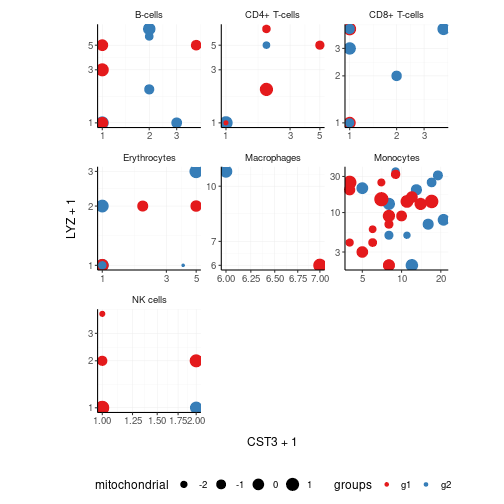 B-cells CD4+ T-cells CD8+ T-cells
5 3 1
1 2 3
5 3 1
1 3 5
3 2 1
1 2 3
Erythrocytes Macrophages Monocytes
3 2 1
1 3 5
10 7 6
6.00 6.25 6.50 6.75 7.00
30 10 3
5 10 20
NK cells
3 2 1
1.00 1.25 1.50 1.75 2.00
LYZ + 1
CST3 + 1
mitochondrial -2 -1 0 1 groups g1 g2